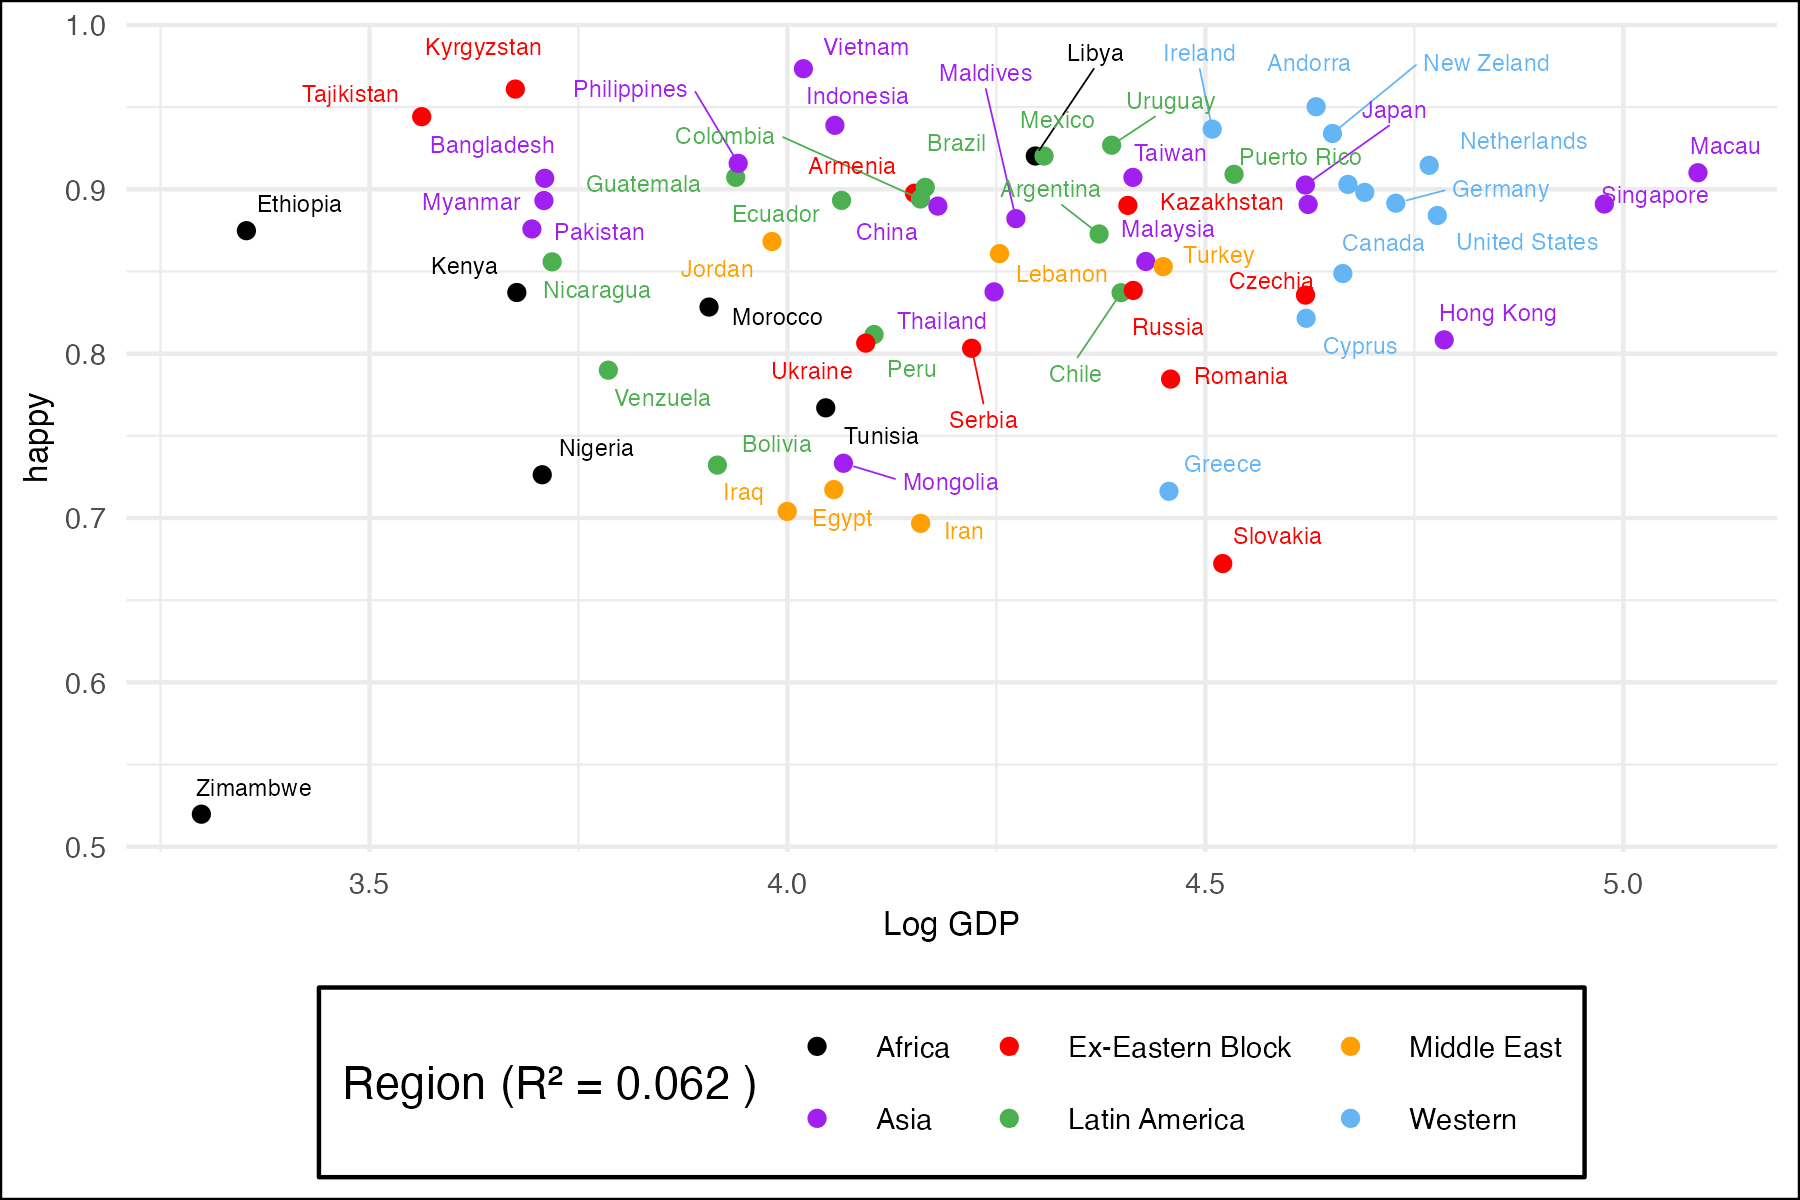 1.0
0.9
0.8
0.7
0.6
0.5
happy
Kyrgyzstan
Vietnam
Libya
Ireland
Andorra
New Zeland
Tajikistan
Philippines
Indonesia
Maldives
Uruguay
Japan
Bangladesh
Colombia
Brazil
Mexico
Netherlands
Macau
Armenia
Taiwan
Puerto Rico
Ethiopia
Myanmar
Guatemala
Ecuador
Argentina
Kazakhstan
Germany
Singapore
Pakistan
China
Malaysia
Canada
United States
Kenya
Nicaragua
Jordan
Lebanon
Turkey
Czechia
Morocco
Thailand
Russia
Hong Kong
Ukraine
Peru
Chile
Romania
Cyprus
Venzuela
Serbia
Nigeria
Bolivia
Tunisia
Greece
Iraq
Mongolia
Egypt
Iran
Slovakia
Zimambwe
3.5 4.0 4.5 5.0
Log GDP
Region (R² = 0.062 )
Africa Ex-Eastern Block Middle East
Asia Latin America Western